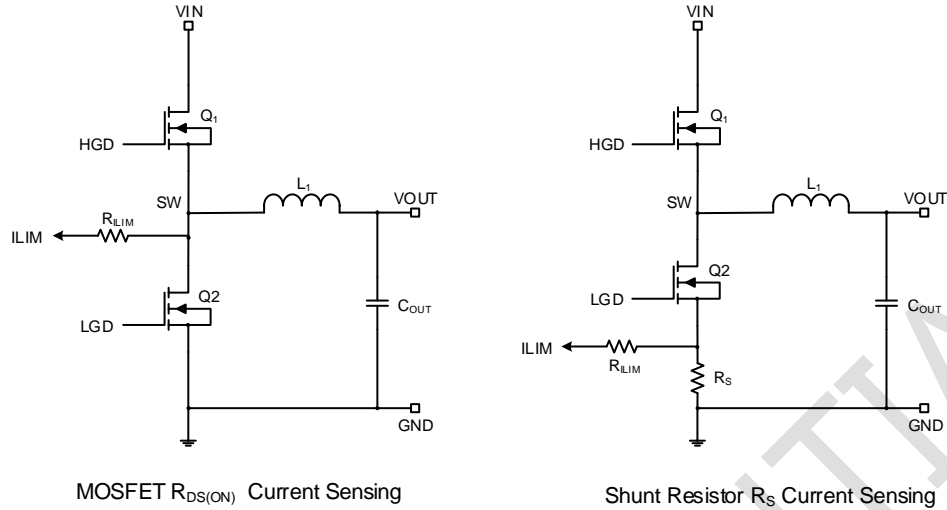 VIN
Q1
HGD
L1
SW
VOUT
RILIM
ILIM
Q2
LGD
COUT
GND
MOSFET RDS(ON) Current Sensing
VIN
Q1
HGD
L1
SW
VOUT
Q2
LGD
COUT
ILIM
RILIM
RS
GND
Shunt Resistor RS Current Sensing